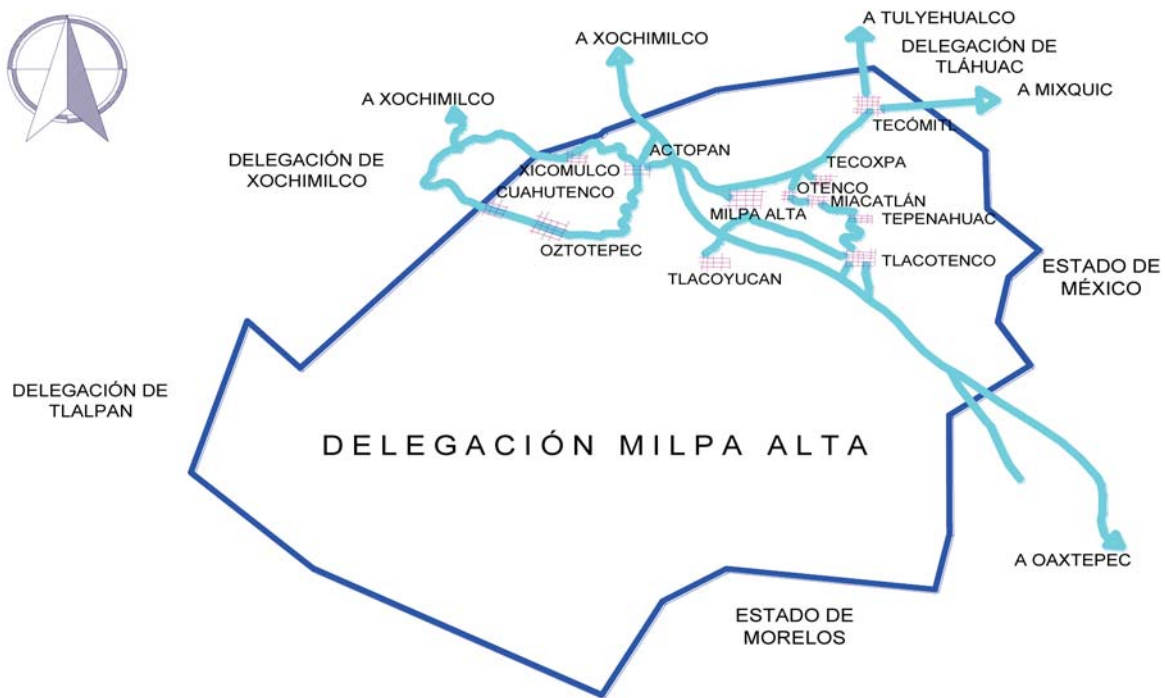 A TULYEHUALCO
A XOCHIMILCO
DELEGACIÓN DE
TLÁHUAC
A XOCHIMILCO
A MIXQUIC
TECÓMITL
DELEGACIÓN DE
XOCHIMILCO
ACTOPAN
XICOMULCO
TECOXPA
CUAHUTENCO
OTENCO
MIACATLÁN
MILPA ALTA
TEPENAHUAC
OZTOTEPEC
TLACOTENCO
TLACOYUCAN
ESTADO DE
MÉXICO
DELEGACIÓN DE
TLALPAN
DELEGACIÓN MILPA ALTA
A OAXTEPEC
ESTADO DE
MORELOS